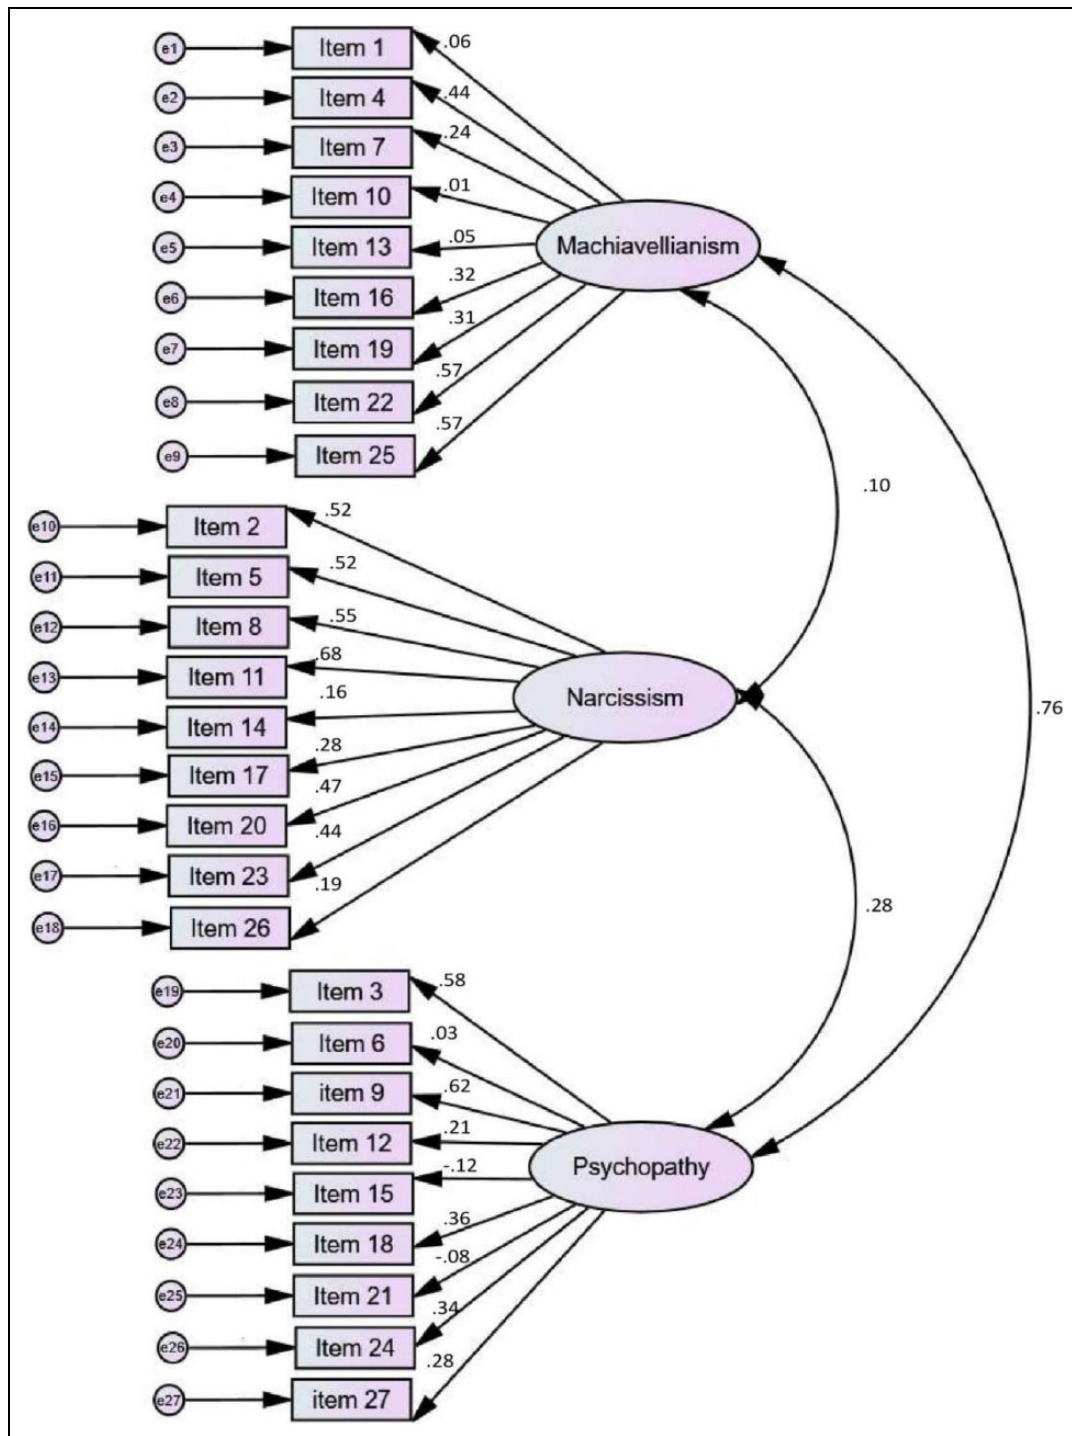 e1 Item 1 .06
e2 Item 4 .44
e3 Item 7 .24
e4 Item 10 .01
e5 Item 13 .05
Machiavellianism
e6 Item 16 .32
e7 Item 19 .31
e8 Item 22 .57
e9 Item 25 .57
.10
e10 Item 2 .52
e11 Item 5 .52
e12 Item 8 .55
e13 Item 11 .68
Narcissism
.76
e14 Item 14 .16
e15 Item 17 .28
e16 Item 20 .47
e17 Item 23 .44
e18 Item 26 .19
.28
e19 Item 3 .58
e20 Item 6 .03
e21 item 9 .62
e22 Item 12 .21
Psychopathy
e23 Item 15 -.12
e24 Item 18 .36
e25 Item 21 -.08
e26 Item 24 .34
e27 item 27 .28